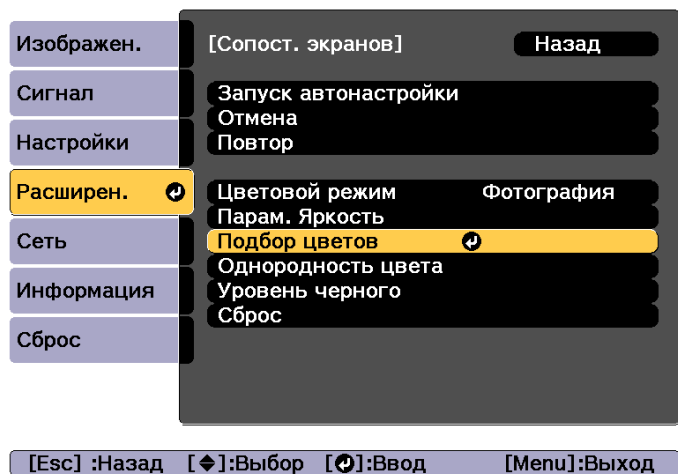 Изображен.
Сигнал
Настройки
Расширен.
Сеть
Информация
Сброс
[Сопост. экранов] Назад
Запуск автонастройки
Отмена
Повтор
Цветовой режим Фотография
Парам. Яркость
Подбор цветов
Однородность цвета
Уровень черного
Сброс
[Esc] :Назад [◆]:Выбор [↵]:Ввод [Menu]:Выход